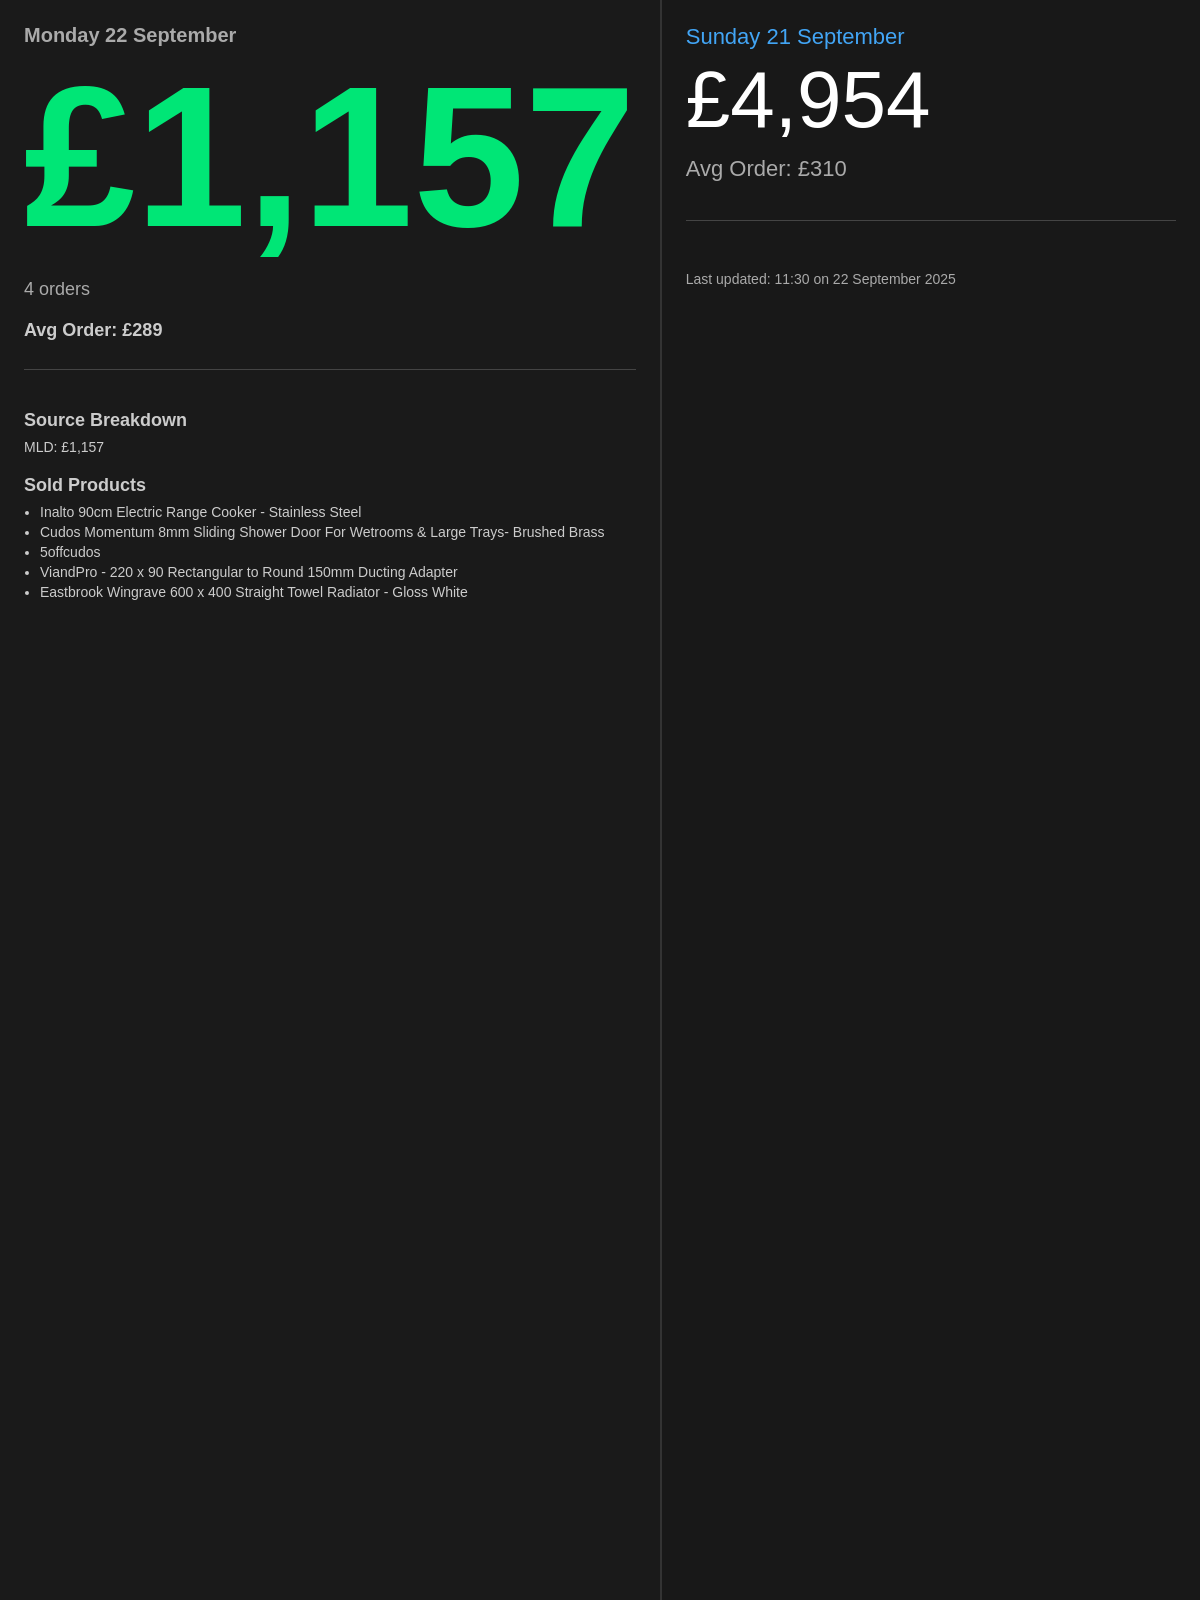 Monday 22 September
£1,157
4 orders
Avg Order: £289
Source Breakdown
MLD: £1,157
Sold Products
• Inalto 90cm Electric Range Cooker - Stainless Steel
• Cudos Momentum 8mm Sliding Shower Door For Wetrooms & Large Trays- Brushed Brass
• 5offcudos
• ViandPro - 220 x 90 Rectangular to Round 150mm Ducting Adapter
• Eastbrook Wingrave 600 x 400 Straight Towel Radiator - Gloss White
Sunday 21 September
£4,954
Avg Order: £310
Last updated: 11:30 on 22 September 2025